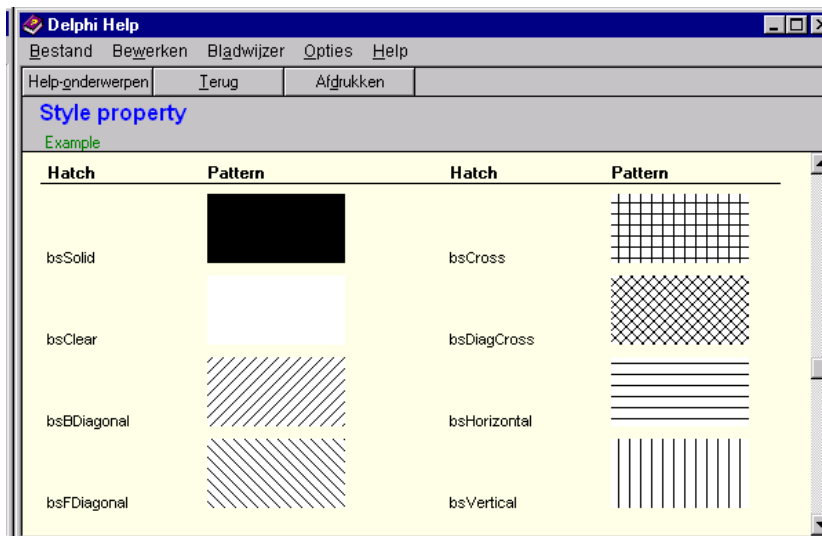 Delphi Help
Bestand Bewerken Bladwijzer Opties Help
Help-onderwerpen Terug Afdrukken
Style property
Example
Hatch Pattern Hatch Pattern
bsSolid bsCross
bsClear bsDiagCross
bsBDiagonal bsHorizontal
bsFDiagonal bsVertical